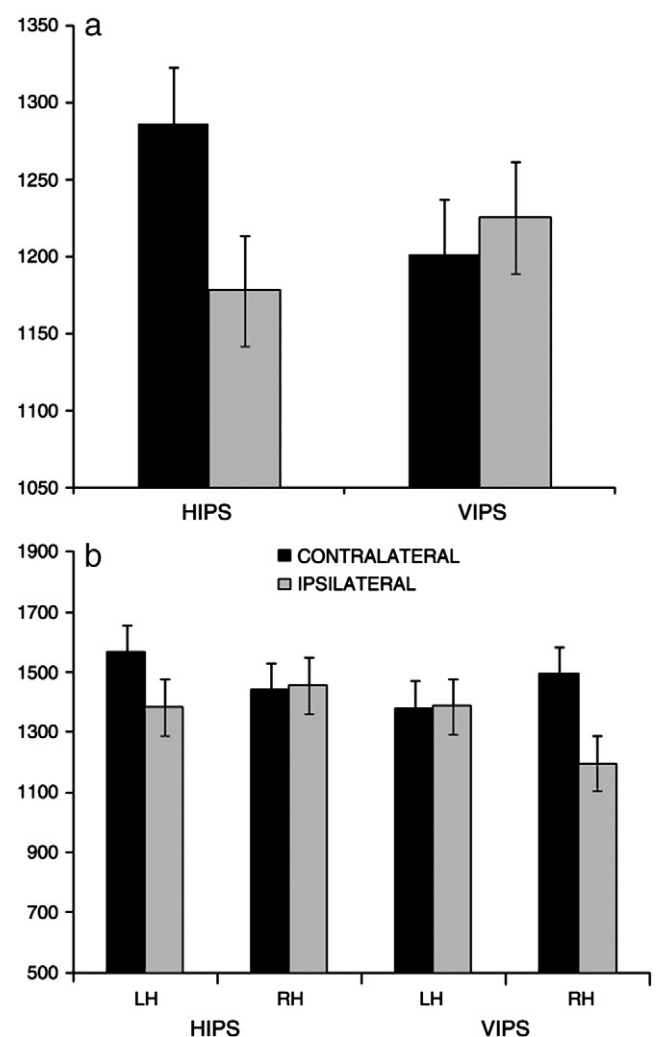 a
1350
1300
1250
1200
1150
1100
1050
HIPS VIPS
b
1900
CONTRALATERAL
IPSILATERAL
1700
1500
1300
1100
900
700
500
LH RH LH RH
HIPS VIPS